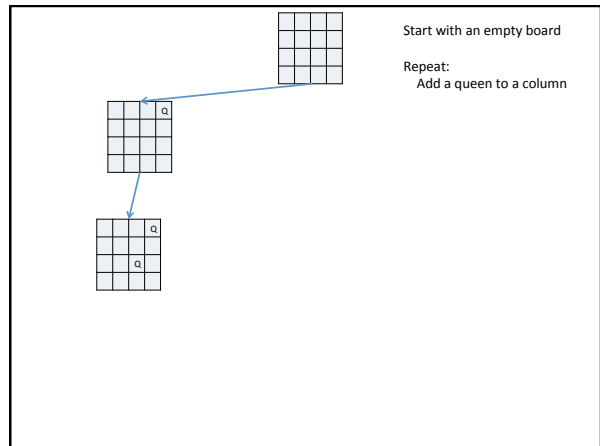 Start with an empty board
Repeat:
Add a queen to a column
Q
Q
Q